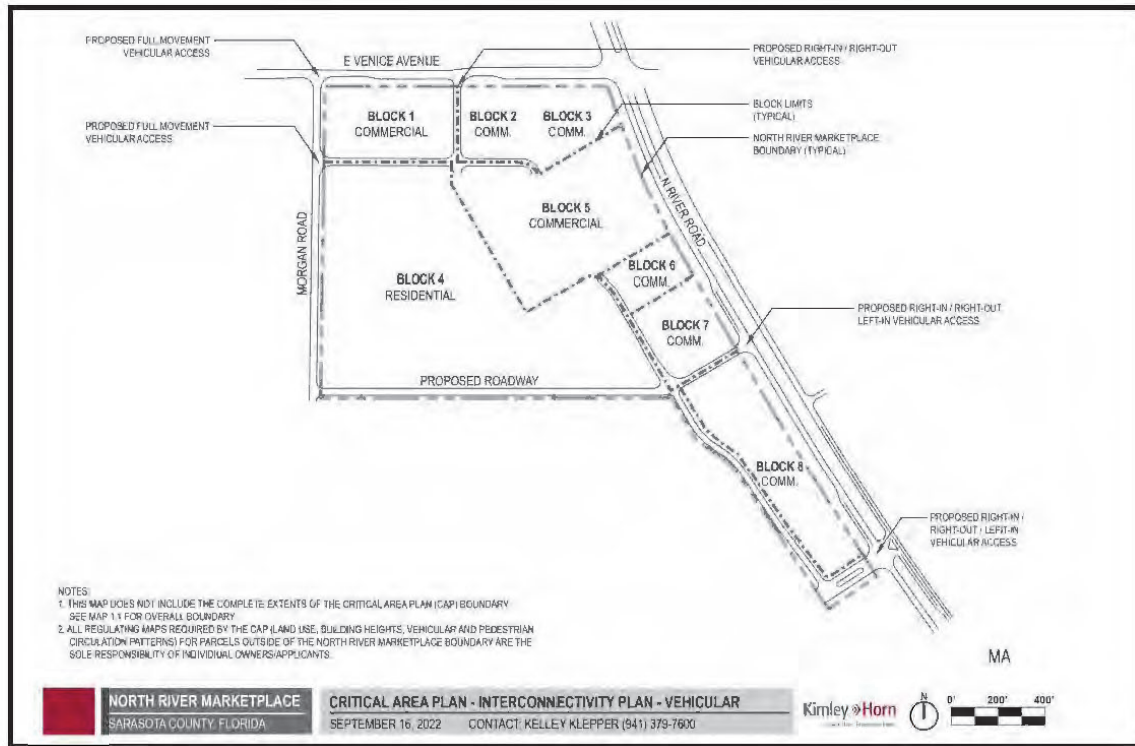 PROPOSED FULL MOVEMENT
VEHICULAR ACCESS
E VENICE AVENUE
PROPOSED RIGHT-IN / RIGHT-OUT
VEHICULAR ACCESS
BLOCK 1
COMMERCIAL
BLOCK 2
COMM.
BLOCK 3
COMM.
BLOCK LIMITS
(TYPICAL)
PROPOSED FULL MOVEMENT
VEHICULAR ACCESS
NORTH RIVER MARKETPLACE
BOUNDARY (TYPICAL)
N RIVER ROAD
BLOCK 5
COMMERCIAL
MORGAN ROAD
BLOCK 4
RESIDENTIAL
BLOCK 6
COMM.
BLOCK 7
COMM.
PROPOSED RIGHT-IN / RIGHT-OUT
LEFT-IN VEHICULAR ACCESS
PROPOSED ROADWAY
BLOCK 8
COMM.
PROPOSED RIGHT-IN /
RIGHT-OUT / LEFT-IN
VEHICULAR ACCESS
NOTES:
1. THIS MAP DOES NOT INCLUDE THE COMPLETE EXTENTS OF THE CRITICAL AREA PLAN (CAP) BOUNDARY
SEE MAP 1.1 FOR OVERALL BOUNDARY
2. ALL REGULATING MAPS REQUIRED BY THE CAP (LAND USE, BUILDING HEIGHTS, VEHICULAR AND PEDESTRIAN
CIRCULATION PATTERNS) FOR PARCELS OUTSIDE OF THE NORTH RIVER MARKETPLACE BOUNDARY ARE THE
SOLE RESPONSIBILITY OF INDIVIDUAL OWNERS/APPLICANTS.
MA
NORTH RIVER MARKETPLACE
SARASOTA COUNTY, FLORIDA
CRITICAL AREA PLAN - INTERCONNECTIVITY PLAN - VEHICULAR
SEPTEMBER 16, 2022 CONTACT: KELLEY KLEPPER (941) 379-7600
Kimley»Horn
N
0' 200' 400'